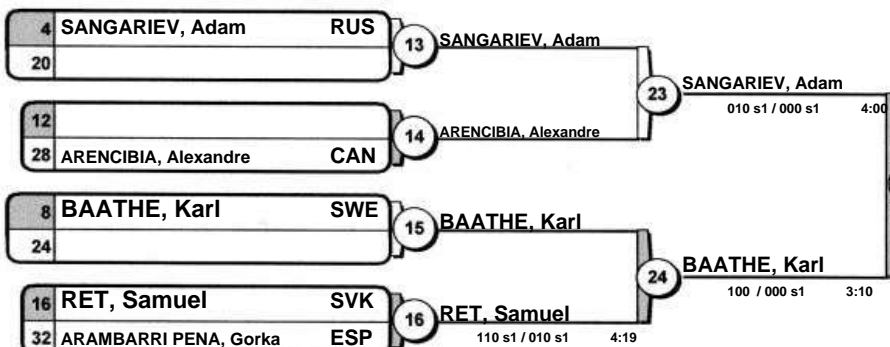 4 SANGARIEV, Adam RUS
20
13 SANGARIEV, Adam
12
28 ARENCIBIA, Alexandre CAN
14 ARENCIBIA, Alexandre
23 SANGARIEV, Adam
010 s1 / 000 s1 4:00
8 BAATHE, Karl SWE
24
15 BAATHE, Karl
16 RET, Samuel SVK
32 ARAMBARRI PENA, Gorka ESP
16 RET, Samuel
110 s1 / 010 s1 4:19
24 BAATHE, Karl
100 / 000 s1 3:10